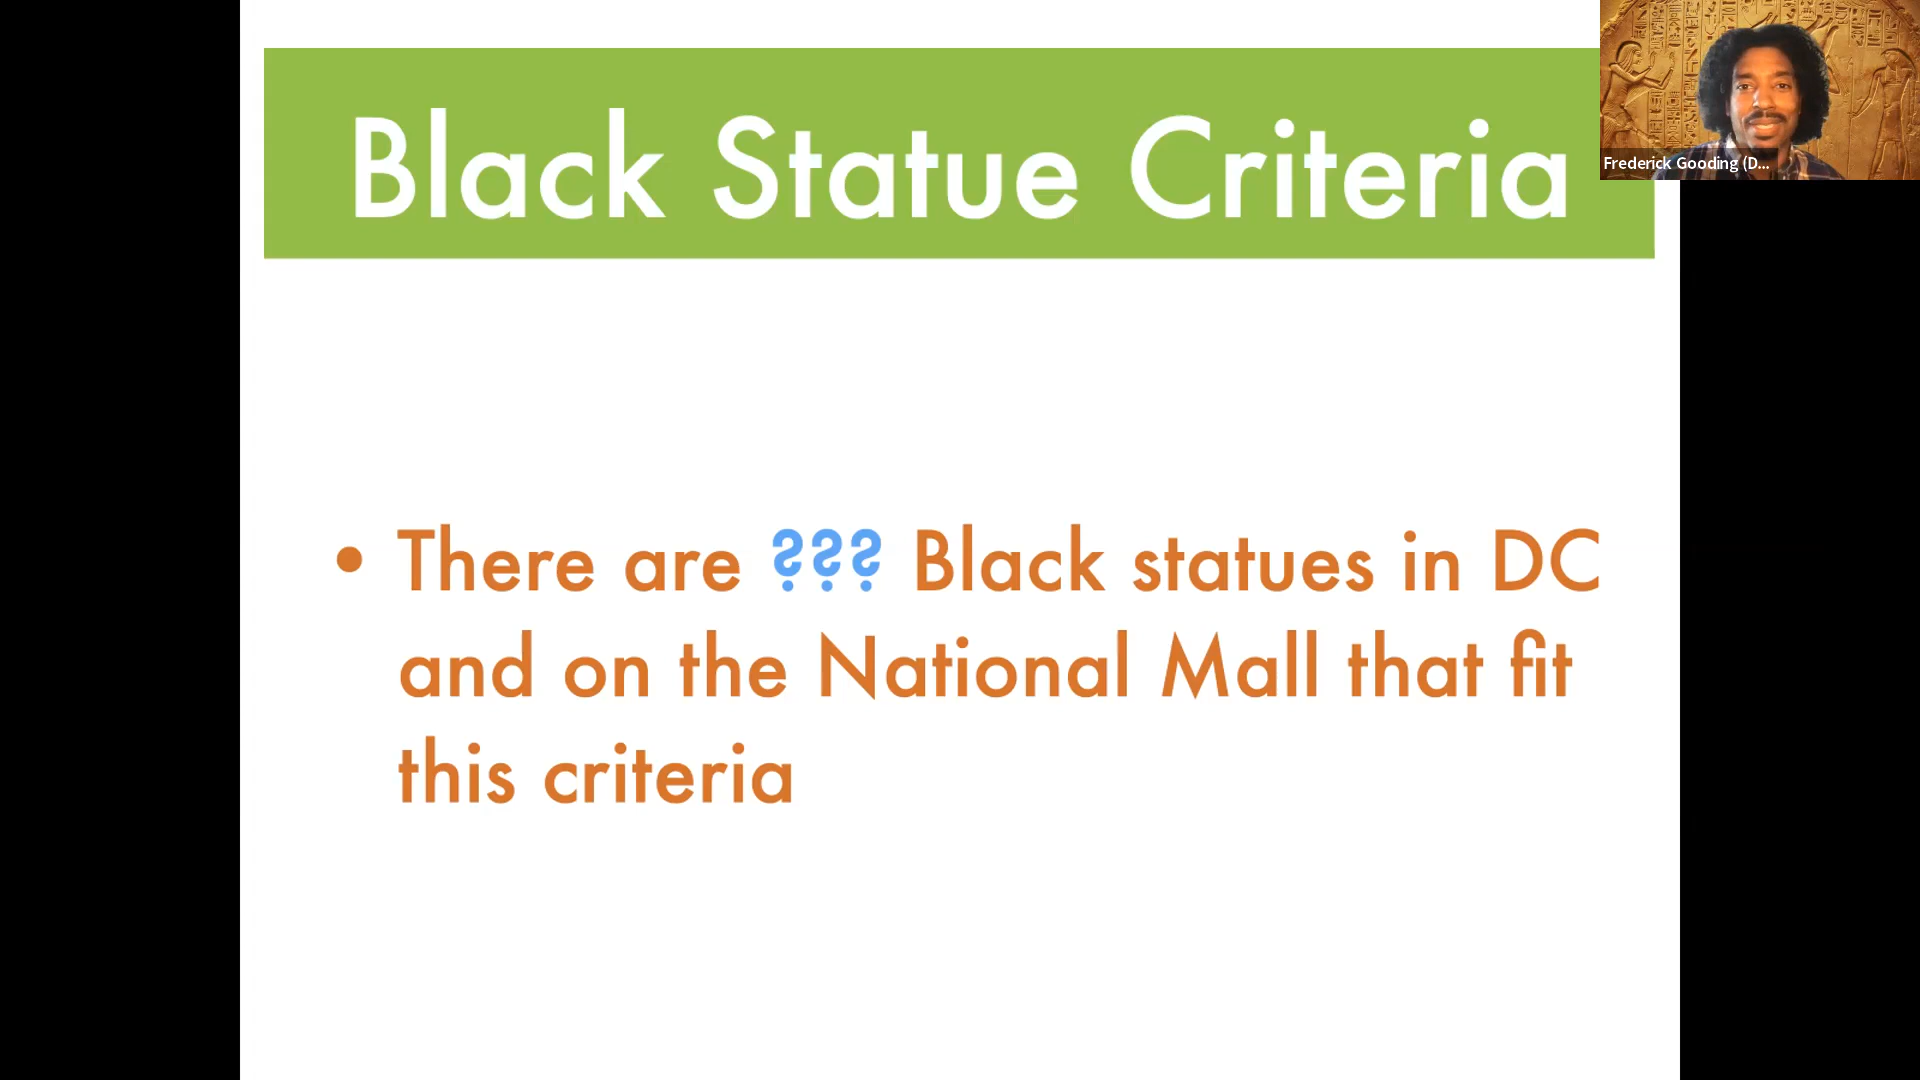 Black Statue Criteria
Frederick Gooding (D...
• There are ??? Black statues in DC
and on the National Mall that fit
this criteria